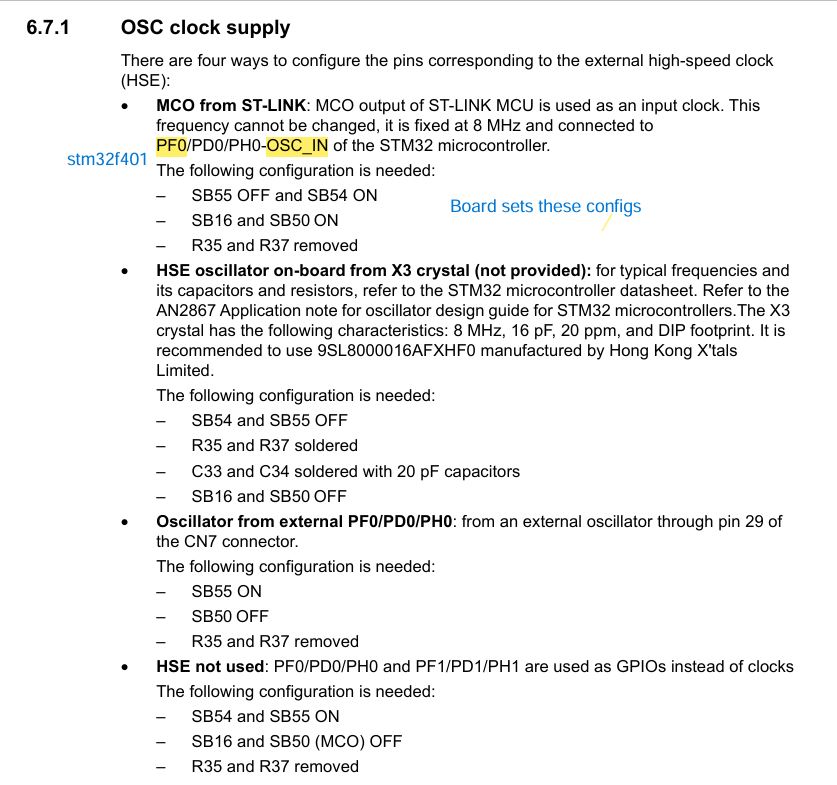 6.7.1 OSC clock supply
There are four ways to configure the pins corresponding to the external high-speed clock
(HSE):
• MCO from ST-LINK: MCO output of ST-LINK MCU is used as an input clock. This
frequency cannot be changed, it is fixed at 8 MHz and connected to
PF0/PD0/PH0-OSC_IN of the STM32 microcontroller.
stm32f401
The following configuration is needed:
– SB55 OFF and SB54 ON
Board sets these configs
– SB16 and SB50 ON
– R35 and R37 removed
• HSE oscillator on-board from X3 crystal (not provided): for typical frequencies and
its capacitors and resistors, refer to the STM32 microcontroller datasheet. Refer to the
AN2867 Application note for oscillator design guide for STM32 microcontrollers.The X3
crystal has the following characteristics: 8 MHz, 16 pF, 20 ppm, and DIP footprint. It is
recommended to use 9SL8000016AFXHF0 manufactured by Hong Kong X'tals
Limited.
The following configuration is needed:
– SB54 and SB55 OFF
– R35 and R37 soldered
– C33 and C34 soldered with 20 pF capacitors
– SB16 and SB50 OFF
• Oscillator from external PF0/PD0/PH0: from an external oscillator through pin 29 of
the CN7 connector.
The following configuration is needed:
– SB55 ON
– SB50 OFF
– R35 and R37 removed
• HSE not used: PF0/PD0/PH0 and PF1/PD1/PH1 are used as GPIOs instead of clocks
The following configuration is needed:
– SB54 and SB55 ON
– SB16 and SB50 (MCO) OFF
– R35 and R37 removed